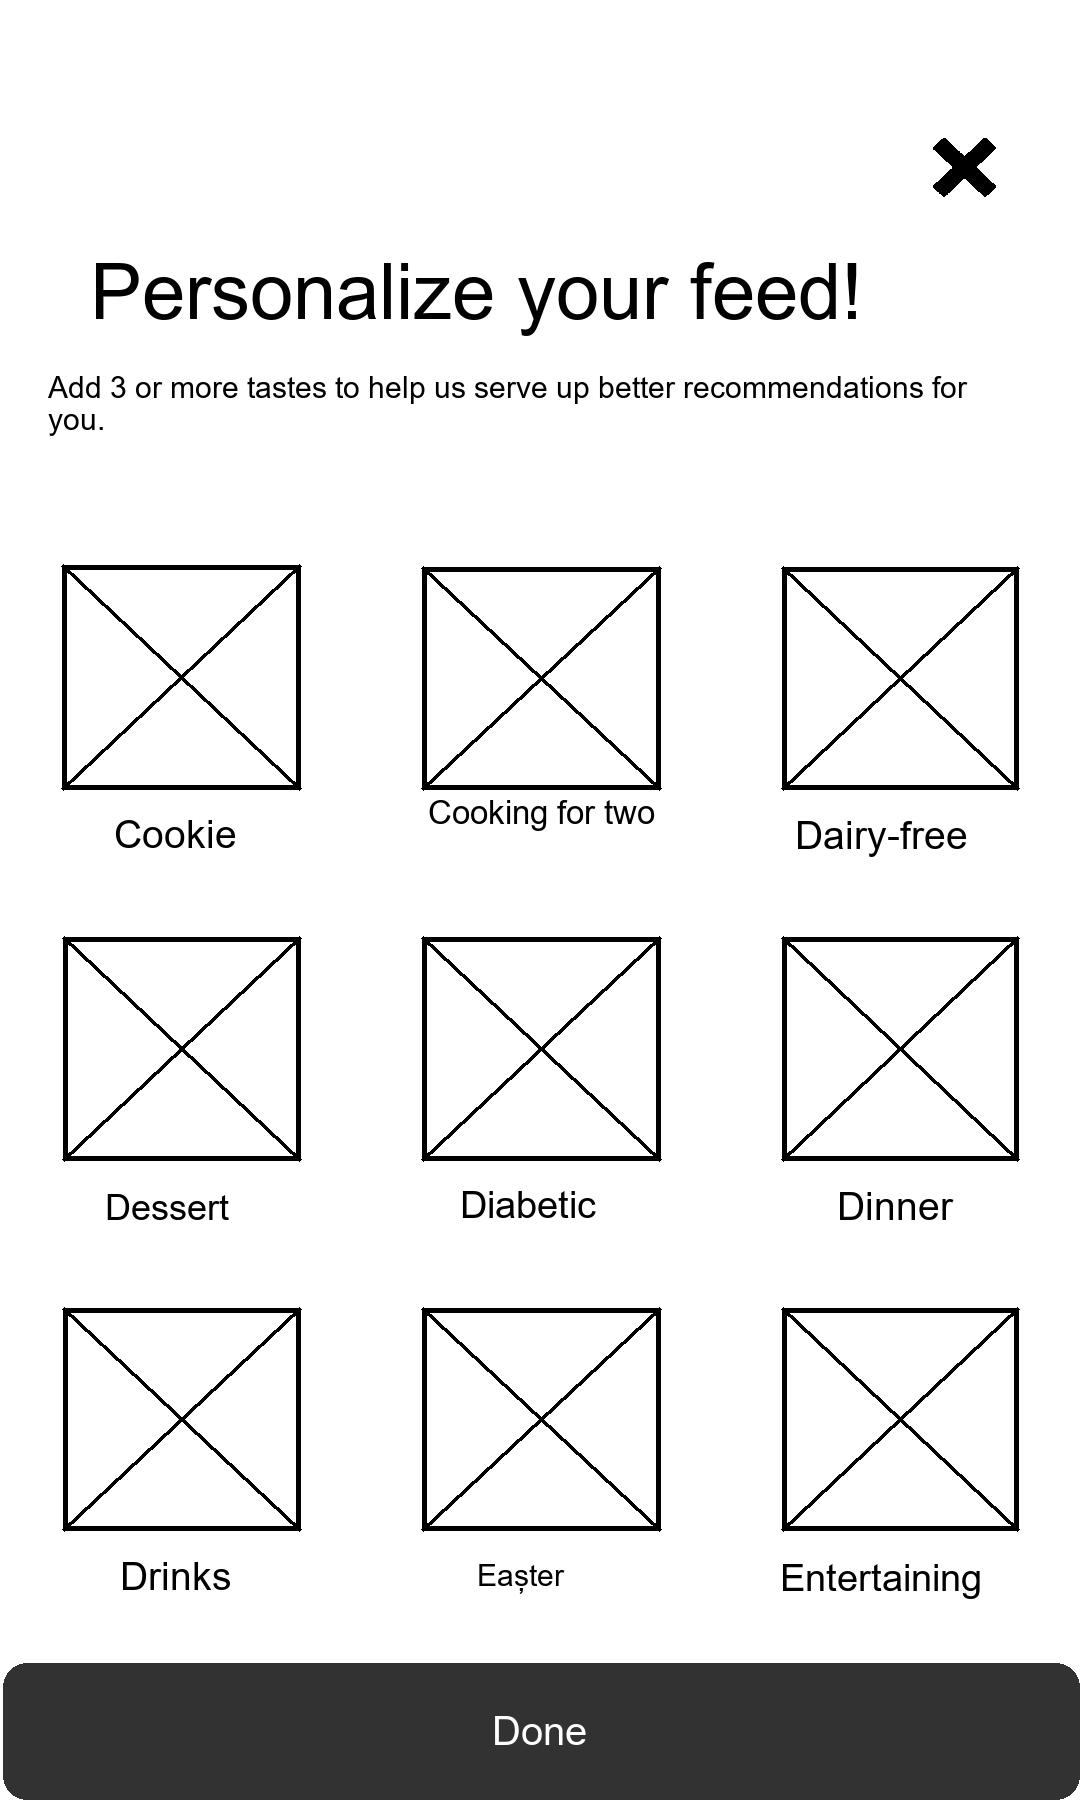 Personalize your feed!
Add 3 or more tastes to help us serve up better recommendations for
you.
Cookie
Cooking for two
Dairy-free
Dessert
Diabetic
Dinner
Drinks
Eașter
Entertaining
Done